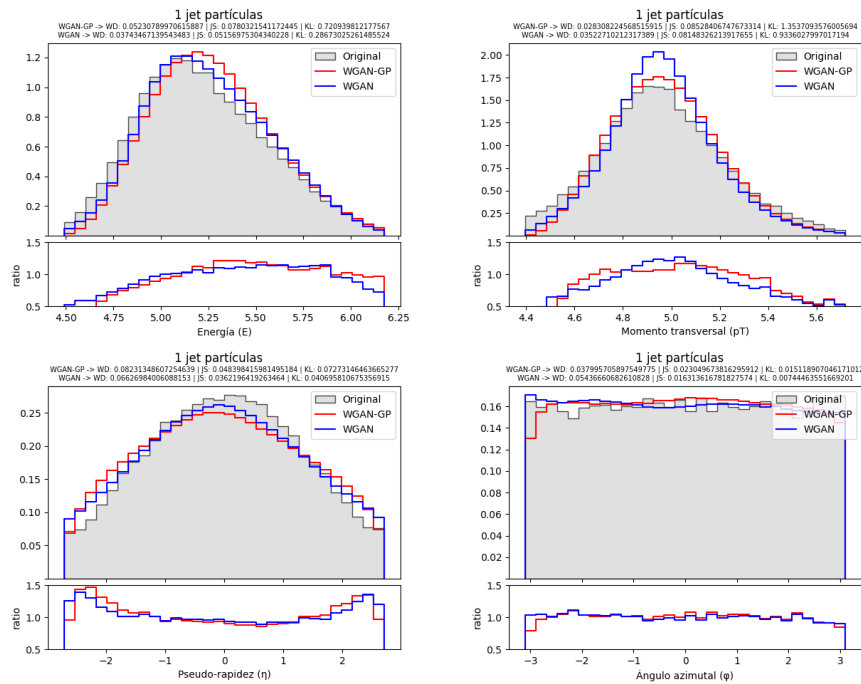 1 jet partículas
WGAN-GP -> WD: 0.05230789970615887 | JS: 0.0780321541172445 | KL: 0.720939812177567
WGAN -> WD: 0.03743467139543483 | JS: 0.05156975304340228 | KL: 0.28673025261485524
Original
WGAN-GP
WGAN
1.2
1.0
0.8
0.6
0.4
0.2
1.5
1.0
0.5
ratio
4.50 4.75 5.00 5.25 5.50 5.75 6.00 6.25
Energía (E)
1 jet partículas
WGAN-GP -> WD: 0.028308224568515915 | JS: 0.08528406747673314 | KL: 1.3537093576005694
WGAN -> WD: 0.03522710212317389 | JS: 0.08148326213917655 | KL: 0.9336027997017194
Original
WGAN-GP
WGAN
2.00
1.75
1.50
1.25
1.00
0.75
0.50
0.25
1.5
1.0
0.5
ratio
4.4 4.6 4.8 5.0 5.2 5.4 5.6
Momento transversal (pT)
1 jet partículas
WGAN-GP -> WD: 0.08231348607254639 | JS: 0.048398415981495184 | KL: 0.07273146463665277
WGAN -> WD: 0.06626984006088153 | JS: 0.0362196419263464 | KL: 0.040695810675356915
Original
WGAN-GP
WGAN
0.25
0.20
0.15
0.10
0.05
1.5
1.0
0.5
ratio
−2 −1 0 1 2
Pseudo-rapidez (η)
1 jet partículas
WGAN-GP -> WD: 0.037995705897549775 | JS: 0.023049673816295912 | KL: 0.015118907046171012
WGAN -> WD: 0.05436660682610828 | JS: 0.016313616781827574 | KL: 0.00744463551669201
Original
WGAN-GP
WGAN
0.16
0.14
0.12
0.10
0.08
0.06
0.04
0.02
1.5
1.0
0.5
ratio
−3 −2 −1 0 1 2 3
Ángulo azimutal (φ)